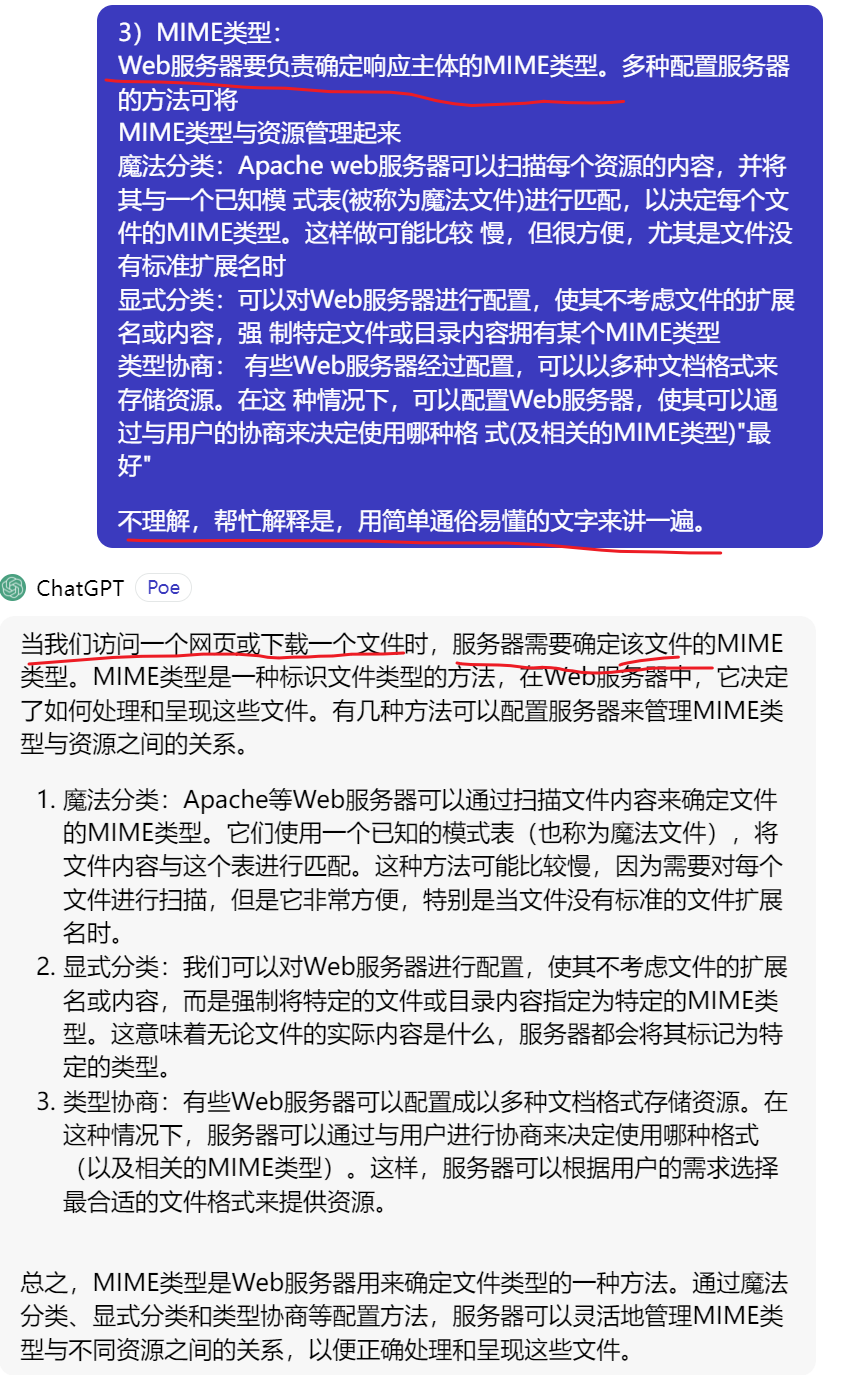 3）MIME类型：
Web服务器要负责确定响应主体的MIME类型。多种配置服务器
的方法可将
MIME类型与资源管理起来
魔法分类：Apache web服务器可以扫描每个资源的内容，并将
其与一个已知模 式表(被称为魔法文件)进行匹配，以决定每个文
件的MIME类型。这样做可能比较 慢，但很方便，尤其是文件没
有标准扩展名时
显式分类：可以对Web服务器进行配置，使其不考虑文件的扩展
名或内容，强 制特定文件或目录内容拥有某个MIME类型
类型协商： 有些Web服务器经过配置，可以以多种文档格式来
存储资源。在这 种情况下，可以配置Web服务器，使其可以通
过与用户的协商来决定使用哪种格 式(及相关的MIME类型)"最
好"
不理解，帮忙解释是，用简单通俗易懂的文字来讲一遍。
ChatGPT Poe
当我们访问一个网页或下载一个文件时，服务器需要确定该文件的MIME
类型。MIME类型是一种标识文件类型的方法，在Web服务器中，它决定
了如何处理和呈现这些文件。有几种方法可以配置服务器来管理MIME类
型与资源之间的关系。
1. 魔法分类：Apache等Web服务器可以通过扫描文件内容来确定文件
的MIME类型。它们使用一个已知的模式表（也称为魔法文件），将
文件内容与这个表进行匹配。这种方法可能比较慢，因为需要对每个
文件进行扫描，但是它非常方便，特别是当文件没有标准的文件扩展
名时。
2. 显式分类：我们可以对Web服务器进行配置，使其不考虑文件的扩展
名或内容，而是强制将特定的文件或目录内容指定为特定的MIME类
型。这意味着无论文件的实际内容是什么，服务器都会将其标记为特
定的类型。
3. 类型协商：有些Web服务器可以配置成以多种文档格式存储资源。在
这种情况下，服务器可以通过与用户进行协商来决定使用哪种格式
（以及相关的MIME类型）。这样，服务器可以根据用户的需求选择
最合适的文件格式来提供资源。
总之，MIME类型是Web服务器用来确定文件类型的一种方法。通过魔法
分类、显式分类和类型协商等配置方法，服务器可以灵活地管理MIME类
型与不同资源之间的关系，以便正确处理和呈现这些文件。